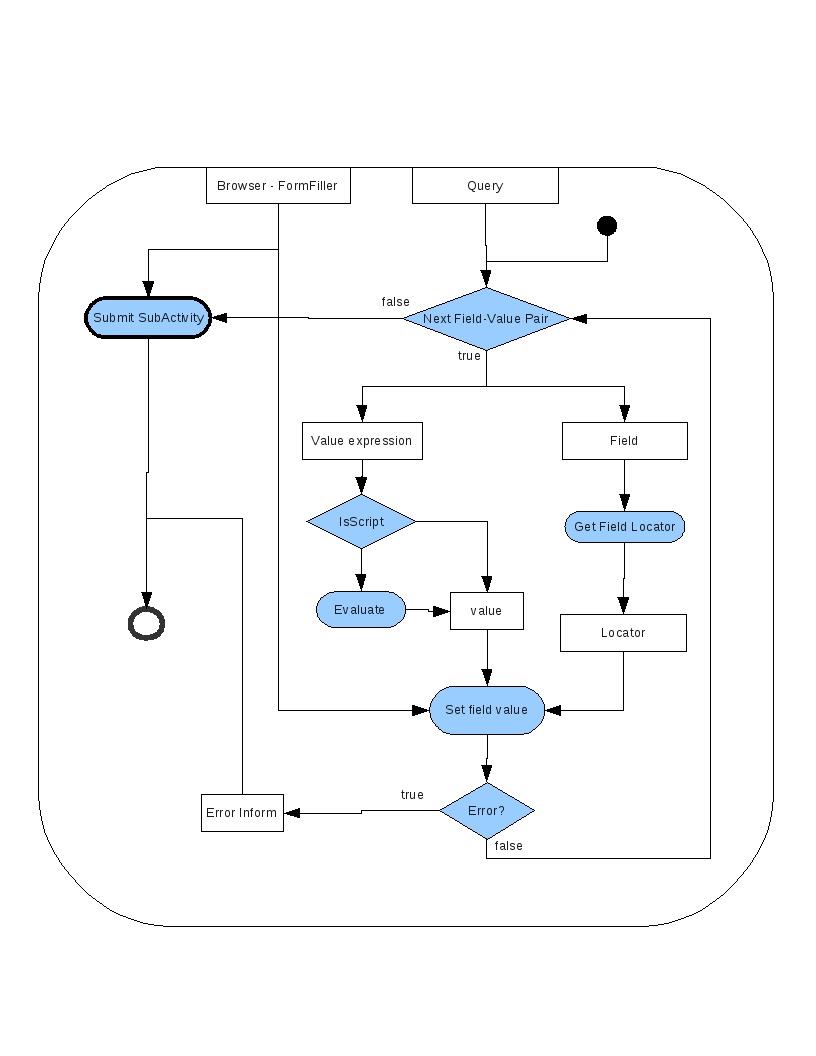 Browser - FormFiller
Query
false
Submit SubActivity
Next Field-Value Pair
true
Value expression
Field
IsScript
Get Field Locator
Evaluate
value
Locator
Set field value
true
Error Inform
Error?
false